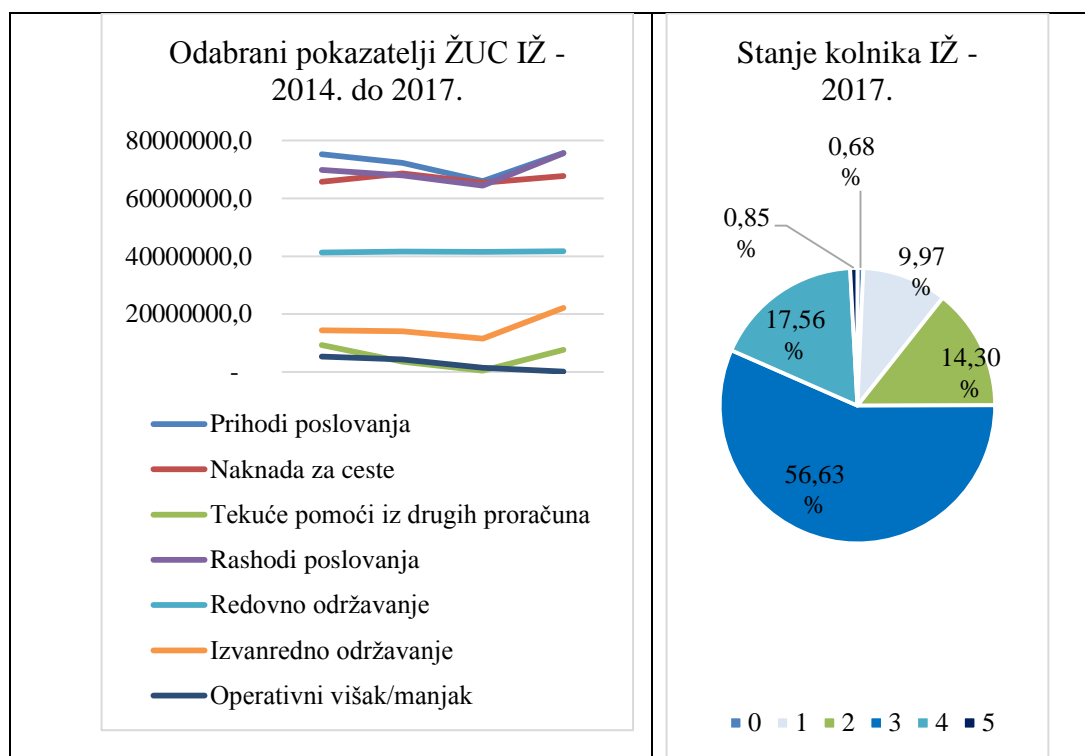 Odabrani pokazatelji ŽUC IŽ -
2014. do 2017.
80000000,0
60000000,0
40000000,0
20000000,0
-
Prihodi poslovanja
Naknada za ceste
Tekuće pomoći iz drugih proračuna
Rashodi poslovanja
Redovno održavanje
Izvanredno održavanje
Operativni višak/manjak
Stanje kolnika IŽ -
2017.
0,68
%
0,85
%
9,97
%
17,56
%
14,30
%
56,63
%
0 1 2 3 4 5